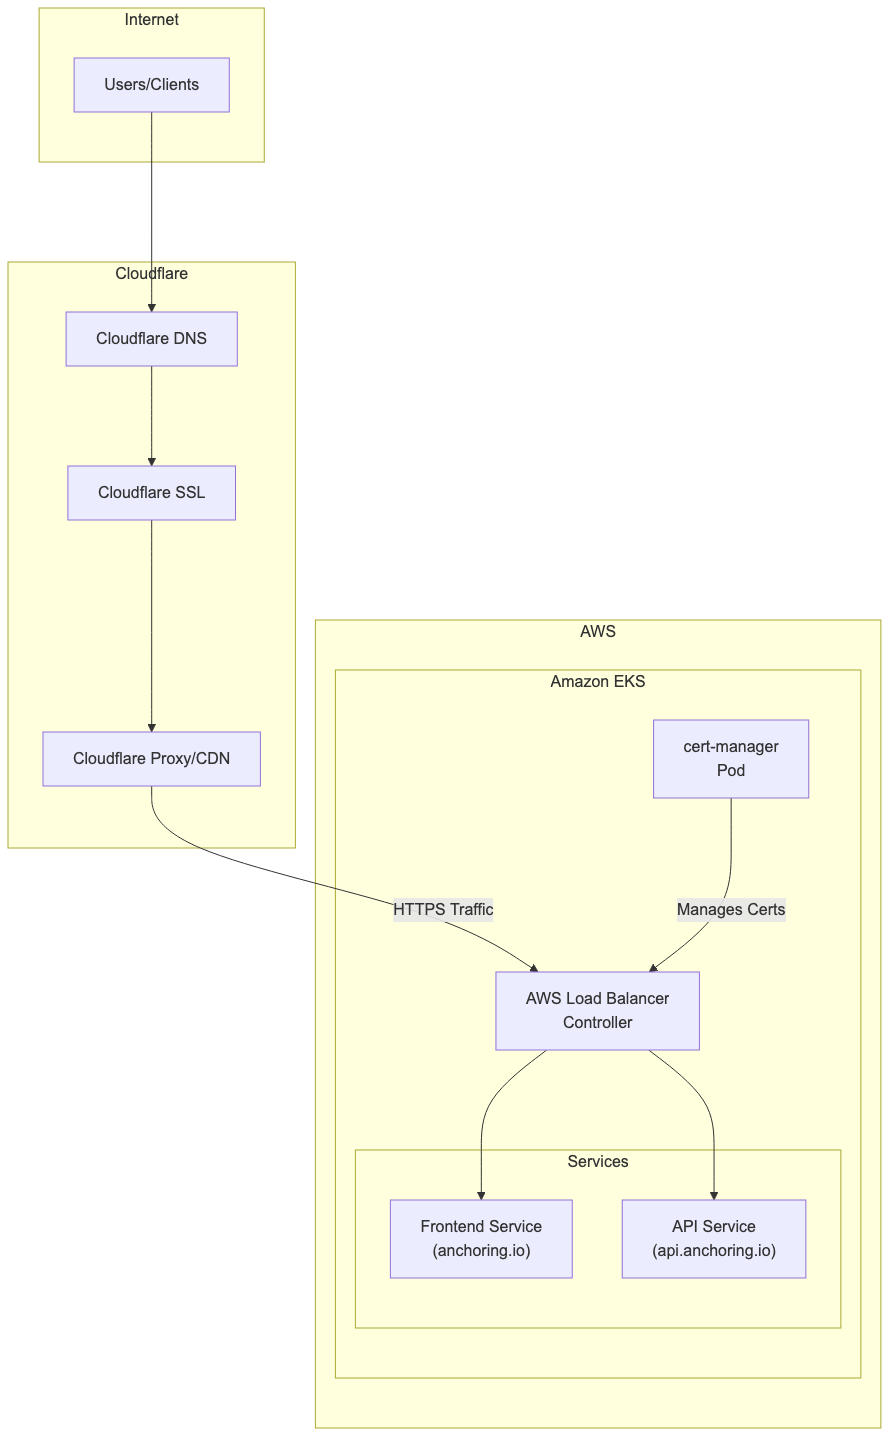 Internet
Users/Clients
Cloudflare
Cloudflare DNS
Cloudflare SSL
Cloudflare Proxy/CDN
AWS
Amazon EKS
cert-manager
Pod
HTTPS Traffic
Manages Certs
AWS Load Balancer
Controller
Services
Frontend Service
(anchoring.io)
API Service
(api.anchoring.io)